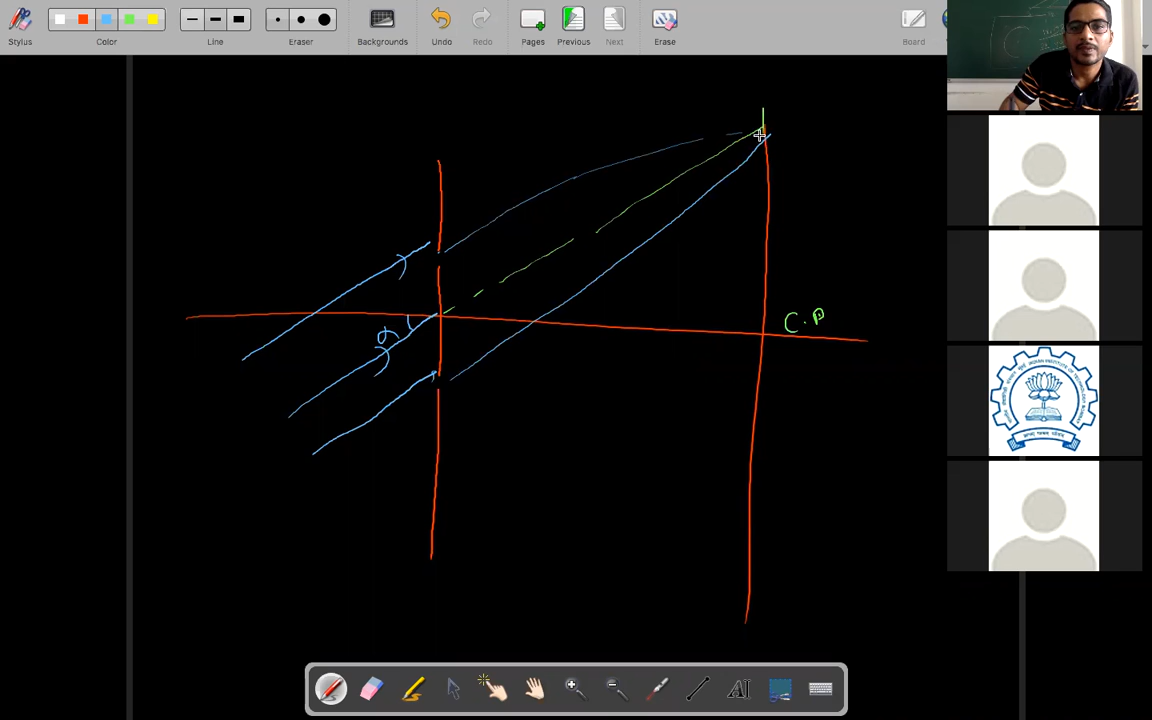 Stylus
Color
Line
Eraser
Backgrounds
Undo
Redo
Pages
Previous
Next
Erase
Board
C.P